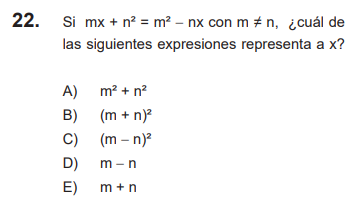 22. Si mx + n² = m² – nx con m ≠ n, ¿cuál de
las siguientes expresiones representa a x?
A) m² + n²
B) (m + n)²
C) (m – n)²
D) m – n
E) m + n